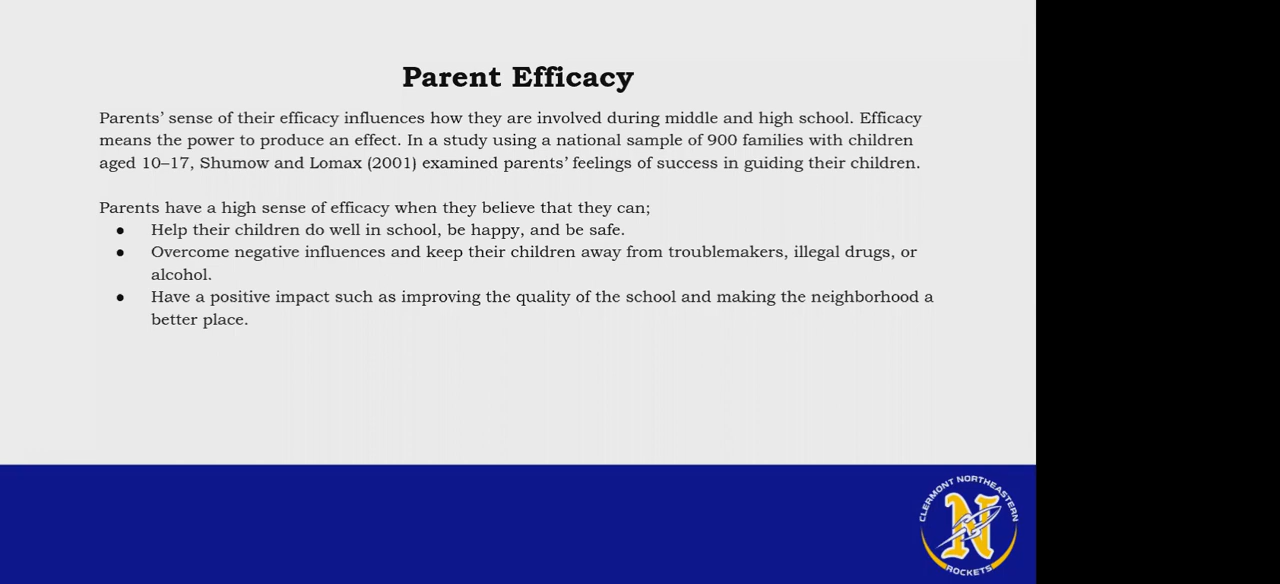 Parent Efficacy
Parents’ sense of their efficacy influences how they are involved during middle and high school. Efficacy
means the power to produce an effect. In a study using a national sample of 900 families with children
aged 10–17, Shumow and Lomax (2001) examined parents’ feelings of success in guiding their children.
Parents have a high sense of efficacy when they believe that they can;
● Help their children do well in school, be happy, and be safe.
● Overcome negative influences and keep their children away from troublemakers, illegal drugs, or
alcohol.
● Have a positive impact such as improving the quality of the school and making the neighborhood a
better place.
CLERMONT NORTHEASTERN
N
ROCKETS